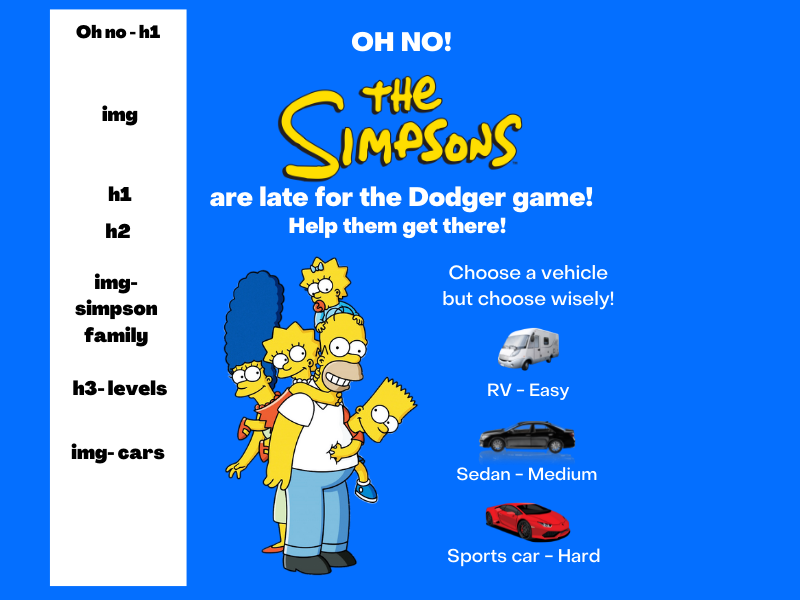 Oh no - h1
img
h1
h2
img-
simpson
family
h3- levels
img- cars
OH NO!
THE
SIMPSONS
are late for the Dodger game!
Help them get there!
Choose a vehicle
but choose wisely!
RV – Easy
Sedan – Medium
Sports car – Hard